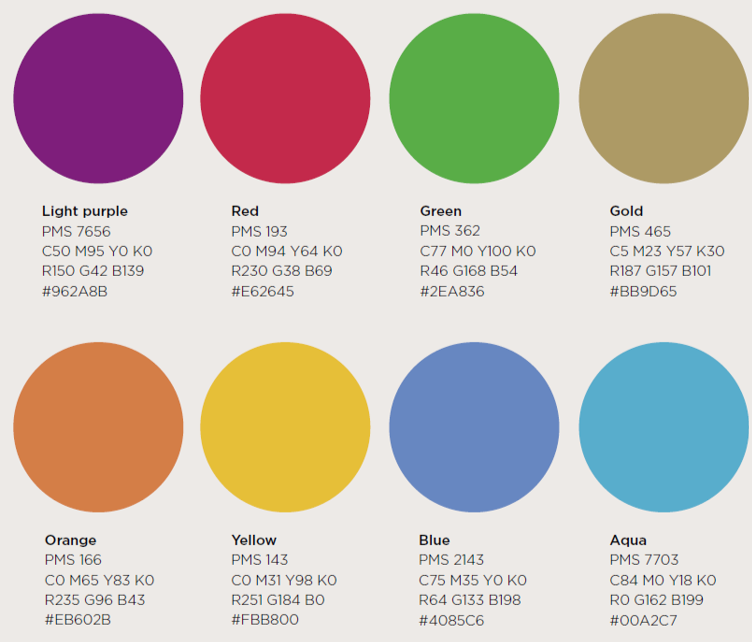 Light purple
PMS 7656
C50 M95 Y0 K0
R150 G42 B139
#962A8B
Red
PMS 193
C0 M94 Y64 K0
R230 G38 B69
#E62645
Green
PMS 362
C77 M0 Y100 K0
R46 G168 B54
#2EA836
Gold
PMS 465
C5 M23 Y57 K30
R187 G157 B101
#BB9D65
Orange
PMS 166
C0 M65 Y83 K0
R235 G96 B43
#EB602B
Yellow
PMS 143
C0 M31 Y98 K0
R251 G184 B0
#FBB800
Blue
PMS 2143
C75 M35 Y0 K0
R64 G133 B198
#4085C6
Aqua
PMS 7703
C84 M0 Y18 K0
R0 G162 B199
#00A2C7